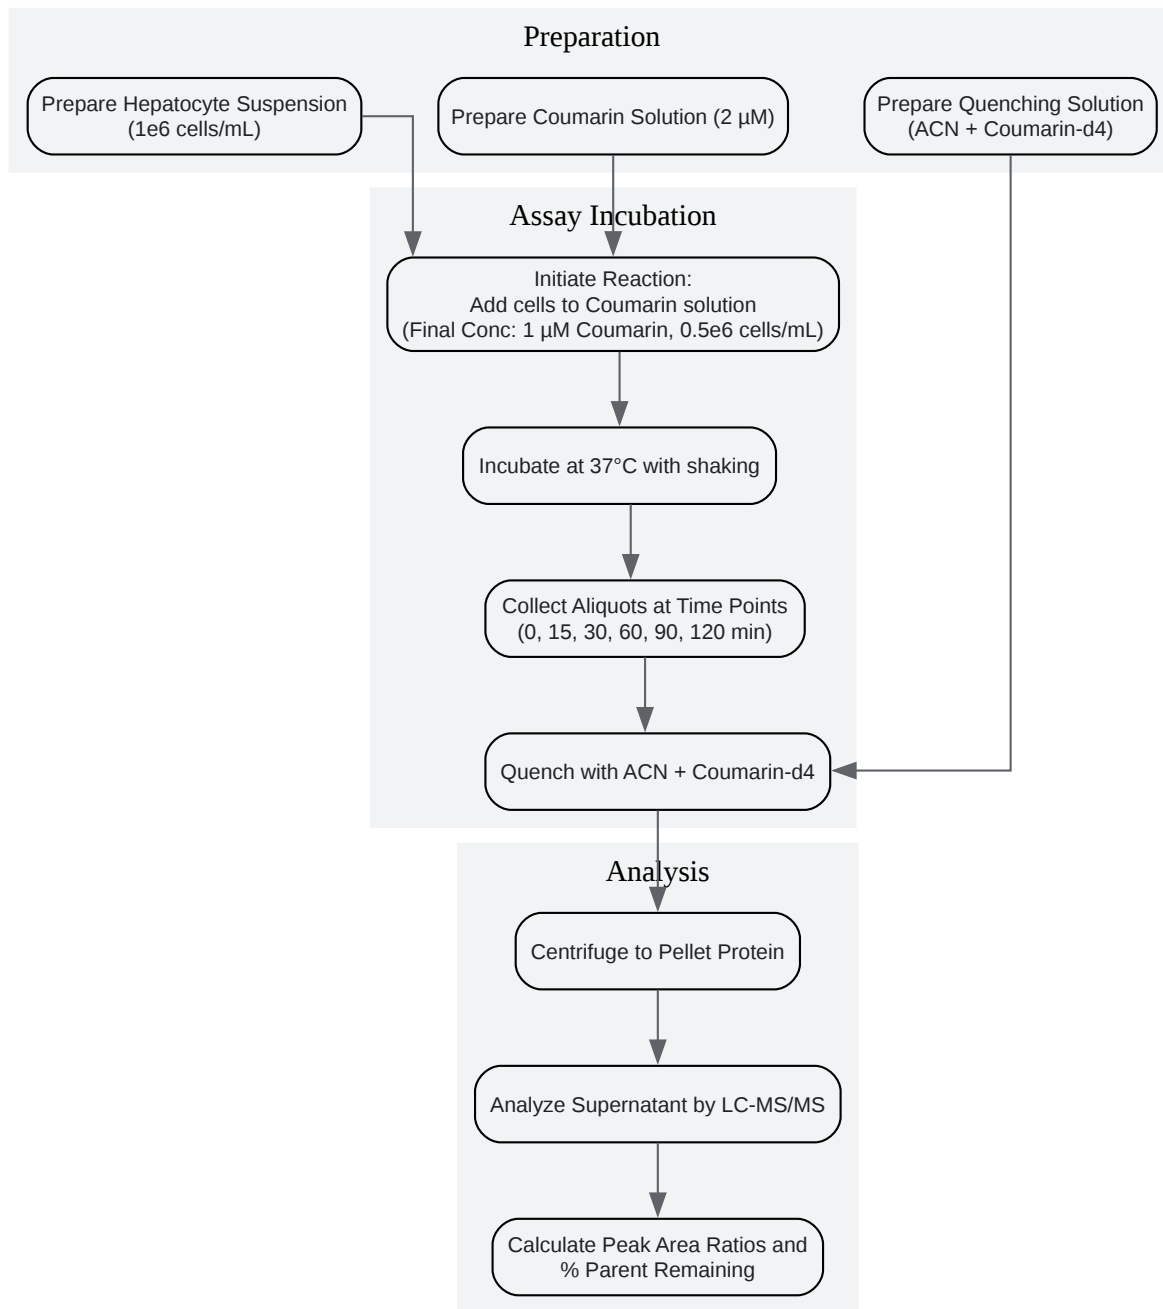 Preparation
Prepare Hepatocyte Suspension
(1e6 cells/mL)
Prepare Coumarin Solution (2 µM)
Prepare Quenching Solution
(ACN + Coumarin-d4)
Assay Incubation
Initiate Reaction:
Add cells to Coumarin solution
(Final Conc: 1 µM Coumarin, 0.5e6 cells/mL)
Incubate at 37°C with shaking
Collect Aliquots at Time Points
(0, 15, 30, 60, 90, 120 min)
Quench with ACN + Coumarin-d4
Analysis
Centrifuge to Pellet Protein
Analyze Supernatant by LC-MS/MS
Calculate Peak Area Ratios and
% Parent Remaining